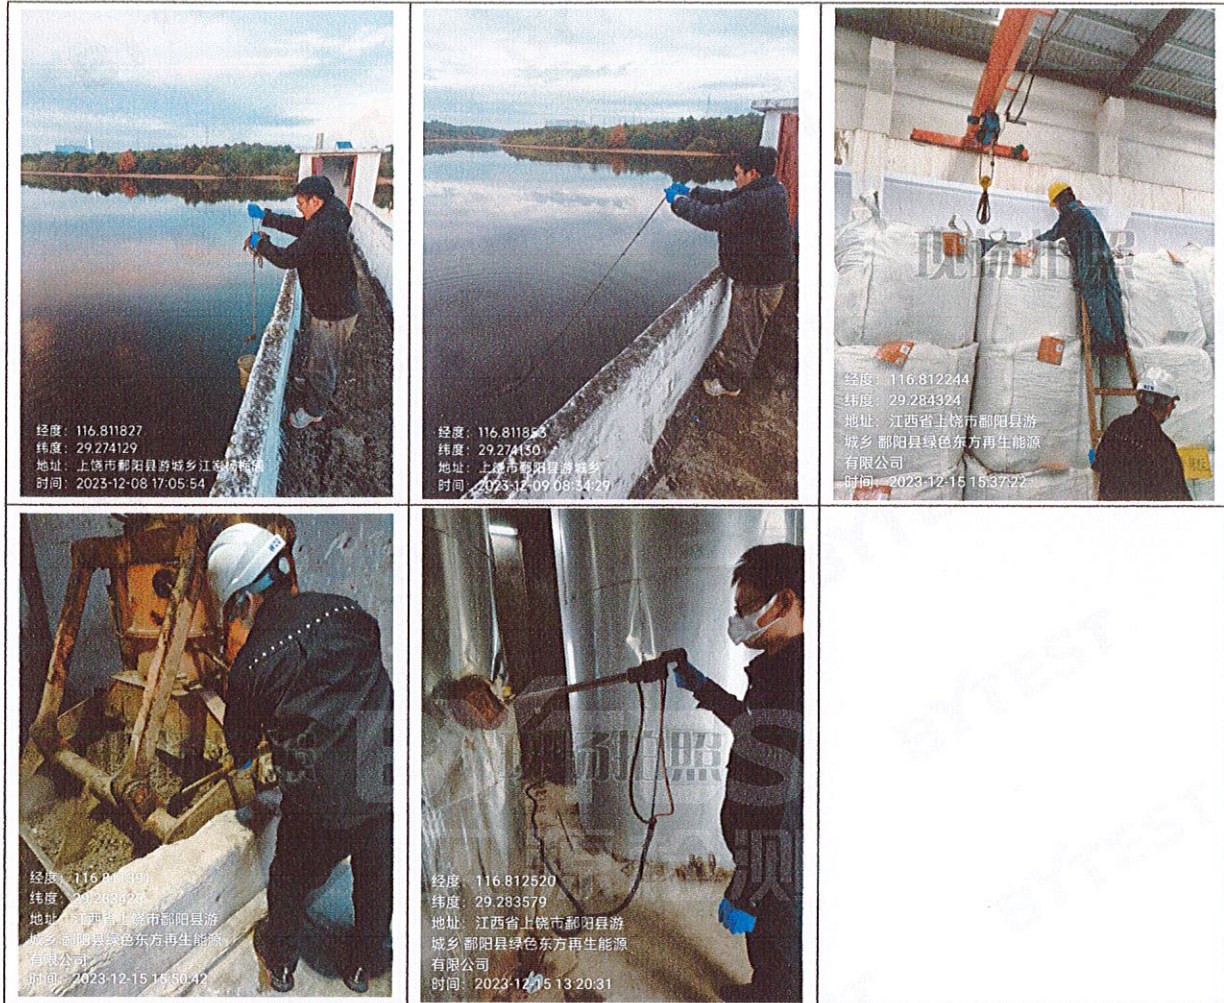 经度：116.811827
纬度：29.274129
地址：上饶市鄱阳县游城乡江家杨梅园
时间：2023-12-08 17:05:54
经度：116.811853
纬度：29.274130
地址：上饶市鄱阳县游城乡
时间：2023-12-09 08:34:29
现场拍照
经度：116.812244
纬度：29.284324
地址：江西省上饶市鄱阳县游
城乡 鄱阳县绿色东方再生能源
有限公司
时间：2023-12-15 15:37:22
纬度：29.283425
地址：江西省上饶市鄱阳县游
城乡 鄱阳县绿色东方再生能源
有限公司
时间：2023-12-15 15:50:42
现场拍照
经度：116.812520
纬度：29.283579
地址：江西省上饶市鄱阳县游
城乡 鄱阳县绿色东方再生能源
有限公司
时间：2023-12-15 13:20:31
BYTEST
BYTEST